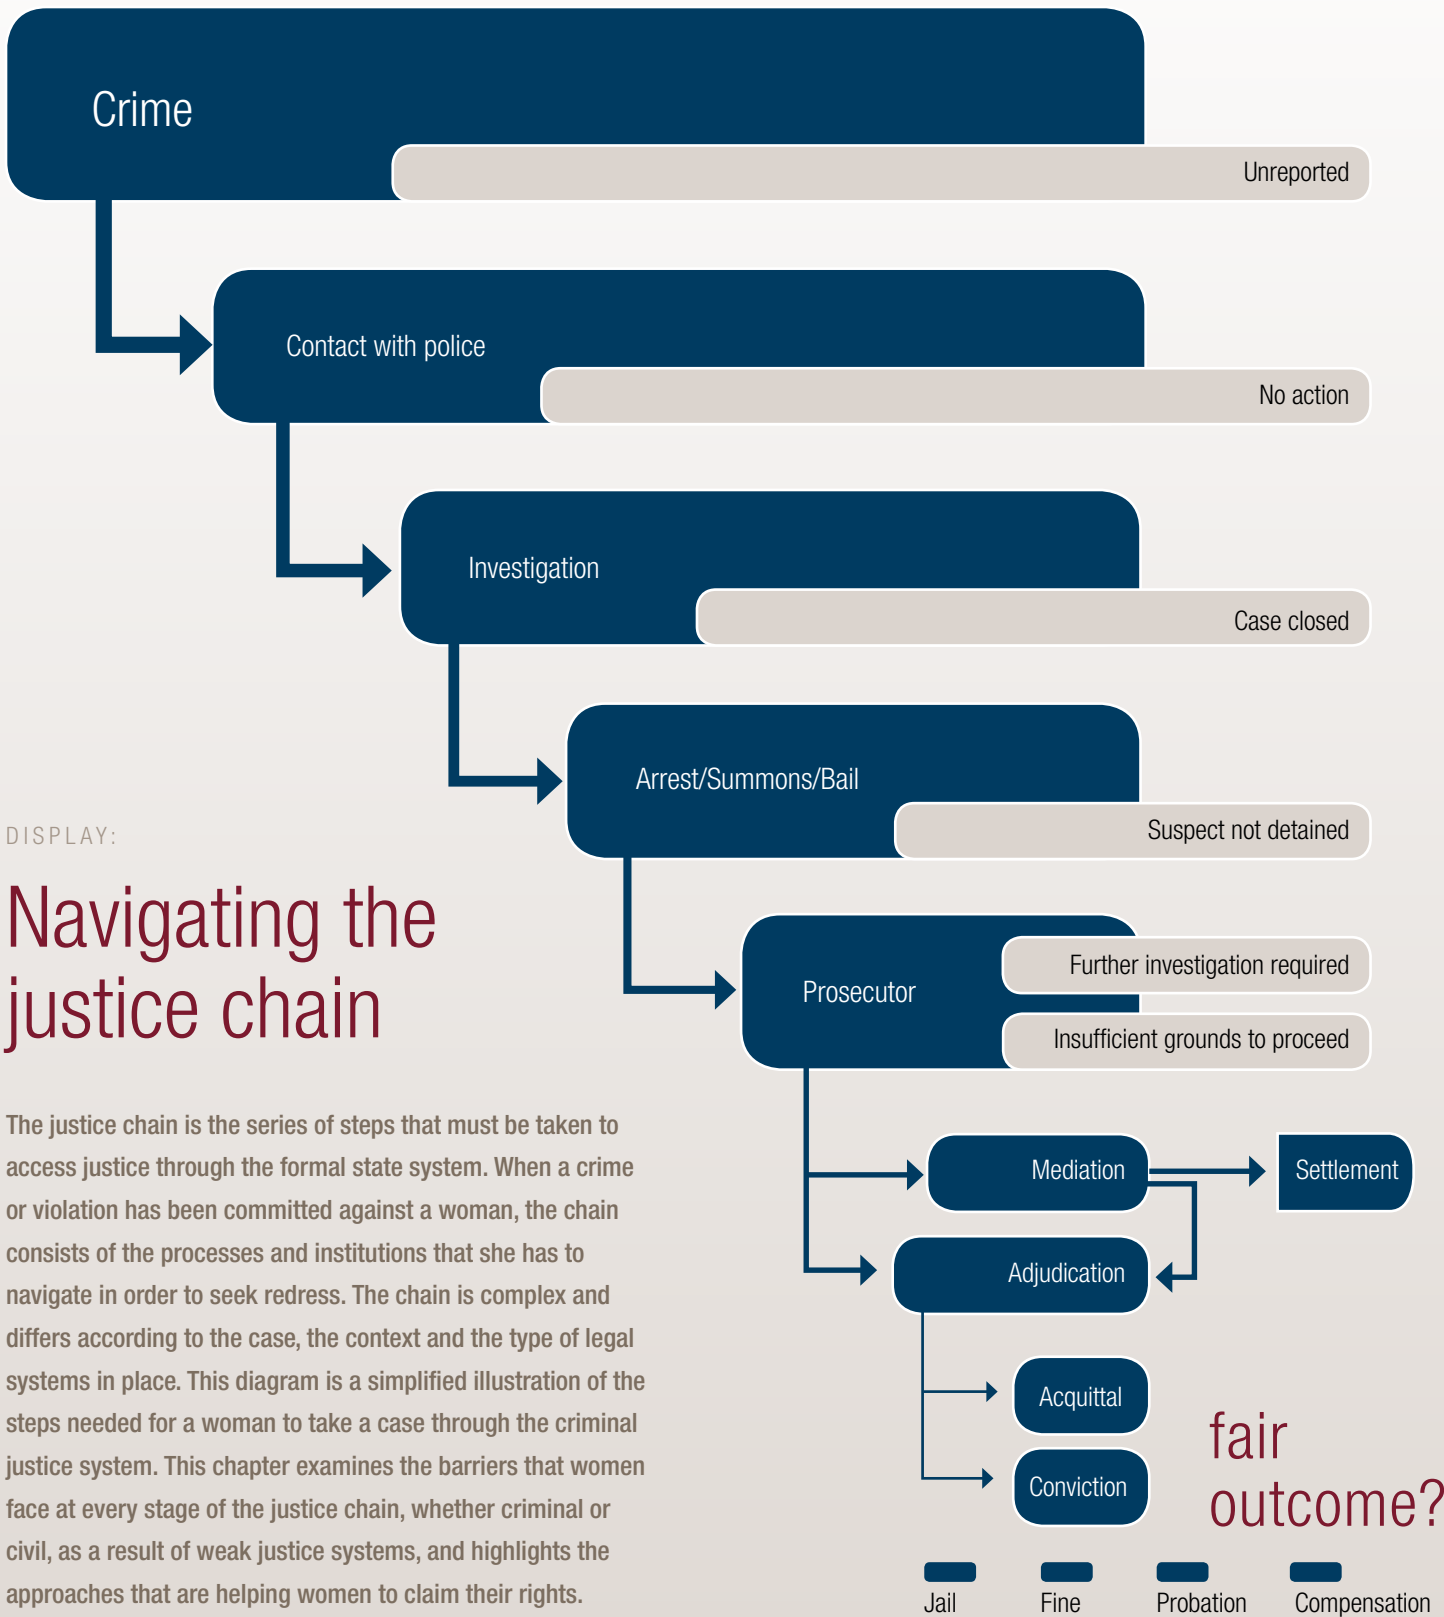 Crime
Unreported
Contact with police
No action
Investigation
Case closed
Arrest/Summons/Bail
Suspect not detained
DISPLAY:
Navigating the
justice chain
Prosecutor
Further investigation required
Insufficient grounds to proceed
The justice chain is the series of steps that must be taken to
access justice through the formal state system. When a crime
or violation has been committed against a woman, the chain
consists of the processes and institutions that she has to
navigate in order to seek redress. The chain is complex and
differs according to the case, the context and the type of legal
systems in place. This diagram is a simplified illustration of the
steps needed for a woman to take a case through the criminal
justice system. This chapter examines the barriers that women
face at every stage of the justice chain, whether criminal or
civil, as a result of weak justice systems, and highlights the
approaches that are helping women to claim their rights.
Mediation
Settlement
Adjudication
Acquittal
Conviction
fair
outcome?
Jail
Fine
Probation
Compensation